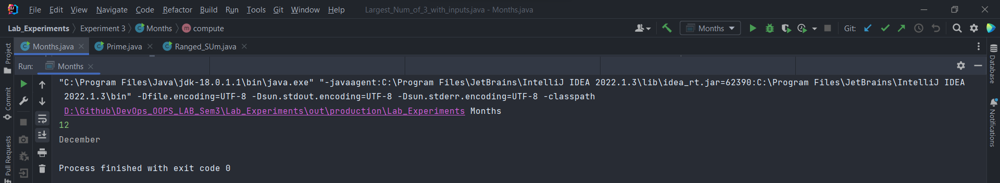 File Edit View Navigate Code Refactor Build Run Tools Git Window Help Largest_Num_of_3_with_inputs.java - Months.java
Lab_Experiments Experiment 3 Months compute Months Git:
Months.java Prime.java Ranged_SUm.java
Run: Months
"C:\Program Files\Java\jdk-18.0.1.1\bin\java.exe" "-javaagent:C:\Program Files\JetBrains\IntelliJ IDEA 2022.1.3\lib\idea_rt.jar=62390:C:\Program Files\JetBrains\IntelliJ IDEA
2022.1.3\bin" -Dfile.encoding=UTF-8 -Dsun.stdout.encoding=UTF-8 -Dsun.stderr.encoding=UTF-8 -classpath
D:\Github\DevOps_OOPS_LAB_Sem3\Lab_Experiments\out\production\Lab_Experiments Months
12
December
Process finished with exit code 0
Project
Commit
Pull Requests
Database
Notifications